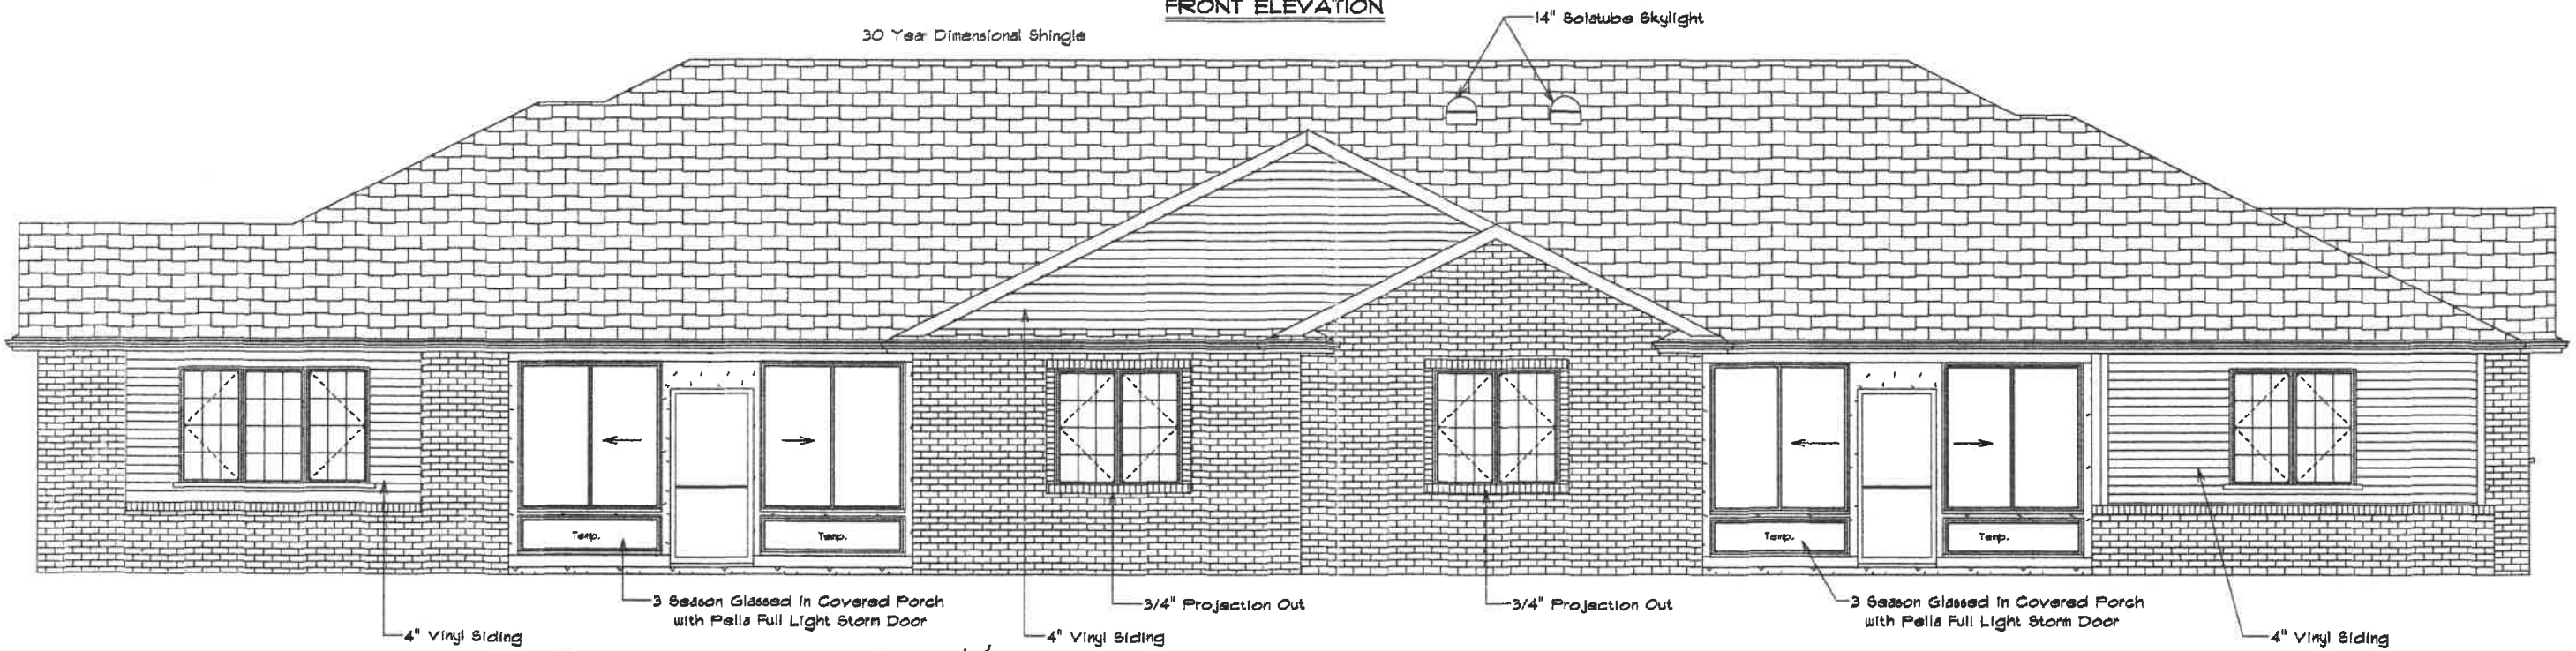 FRONT ELEVATION
14" Solatube Skylight
30 Year Dimensional Shingle
Temp.
Temp.
Temp.
Temp.
3 Season Glassed in Covered Porch
with Pella Full Light Storm Door
3/4" Projection Out
3/4" Projection Out
3 Season Glassed in Covered Porch
with Pella Full Light Storm Door
4" Vinyl Siding
4" Vinyl Siding
4" Vinyl Siding